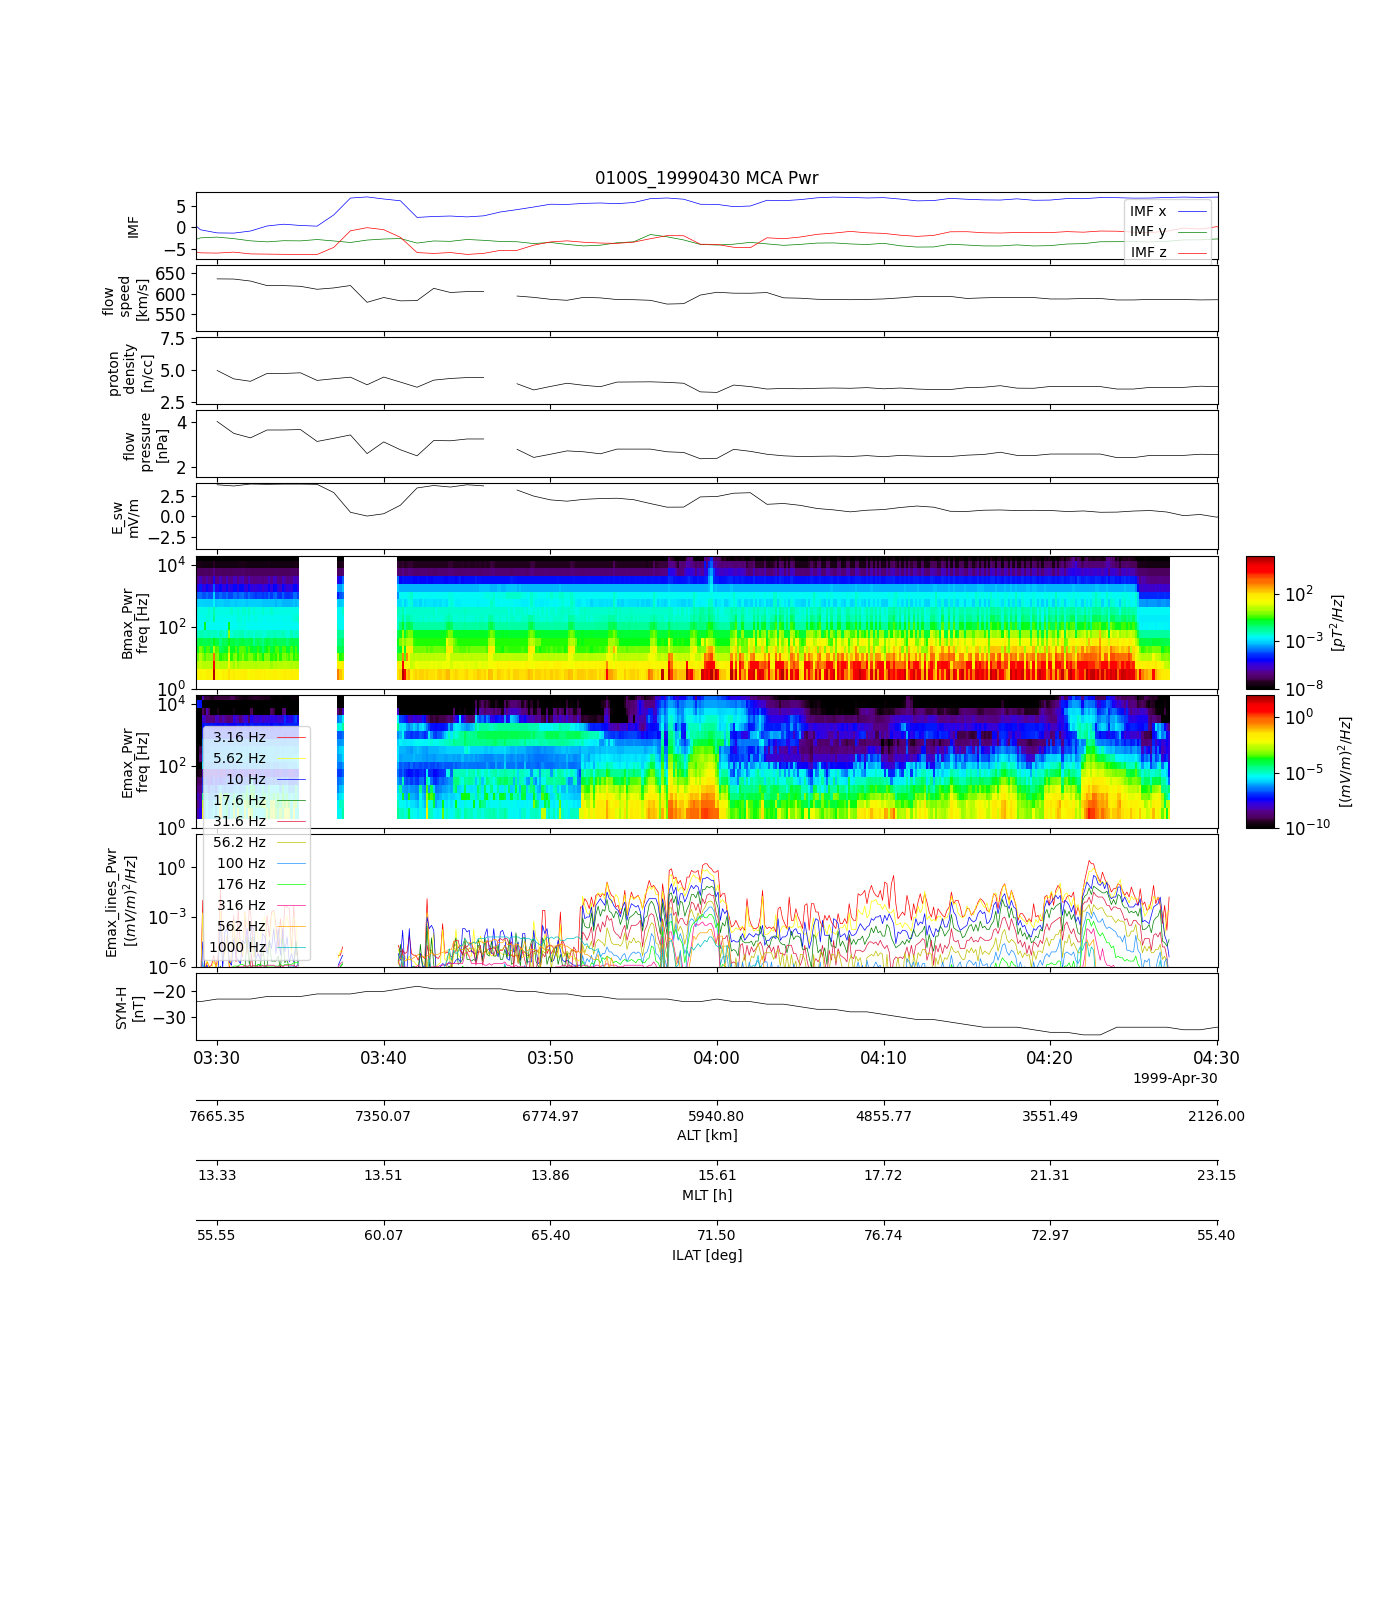 0100S_19990430 MCA Pwr
IMF
5
0
−5
IMF x
IMF y
IMF z
flow
speed
[km/s]
650
600
550
proton
density
[n/cc]
7.5
5.0
2.5
flow
pressure
[nPa]
4
2
E_sw
mV/m
2.5
0.0
−2.5
Bmax_Pwr
freq [Hz]
10^4
10^2
10^0
10^2
10^−3
10^−8
[pT^2/Hz]
Emax_Pwr
freq [Hz]
10^4
10^2
10^0
10^0
10^−5
10^−10
[(mV/m)^2/Hz]
3.16 Hz
5.62 Hz
10 Hz
17.6 Hz
31.6 Hz
56.2 Hz
100 Hz
176 Hz
316 Hz
562 Hz
1000 Hz
Emax_lines_Pwr
[(mV/m)^2/Hz]
10^0
10^−3
10^−6
SYM-H
[nT]
−20
−30
03:30 03:40 03:50 04:00 04:10 04:20 04:30
1999-Apr-30
7665.35 7350.07 6774.97 5940.80 4855.77 3551.49 2126.00
ALT [km]
13.33 13.51 13.86 15.61 17.72 21.31 23.15
MLT [h]
55.55 60.07 65.40 71.50 76.74 72.97 55.40
ILAT [deg]